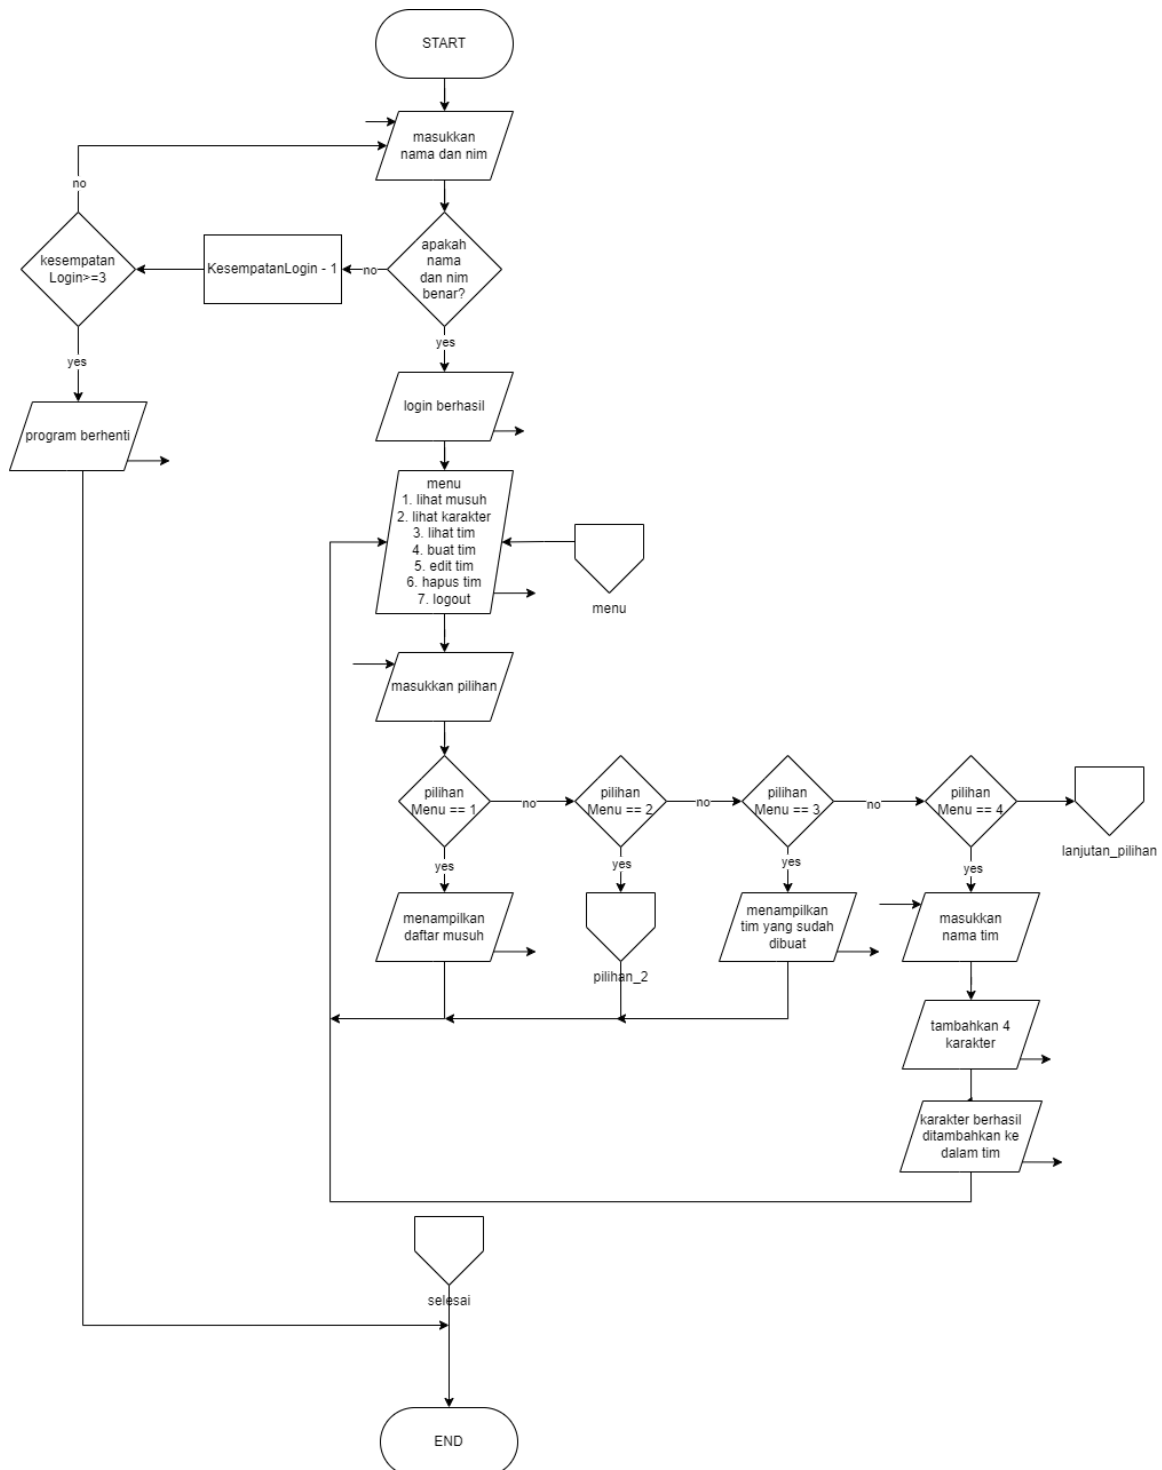 START
masukkan
nama dan nim
no
kesempatan
Login>=3
KesempatanLogin - 1
no
apakah
nama
dan nim
benar?
yes
yes
login berhasil
program berhenti
menu
1. lihat musuh
2. lihat karakter
3. lihat tim
4. buat tim
5. edit tim
6. hapus tim
7. logout
menu
masukkan pilihan
pilihan
Menu == 1
no
pilihan
Menu == 2
no
pilihan
Menu == 3
no
pilihan
Menu == 4
lanjutan_pilihan
yes
yes
yes
yes
menampilkan
daftar musuh
pilihan_2
menampilkan
tim yang sudah
dibuat
masukkan
nama tim
tambahkan 4
karakter
karakter berhasil
ditambahkan ke
dalam tim
selesai
END